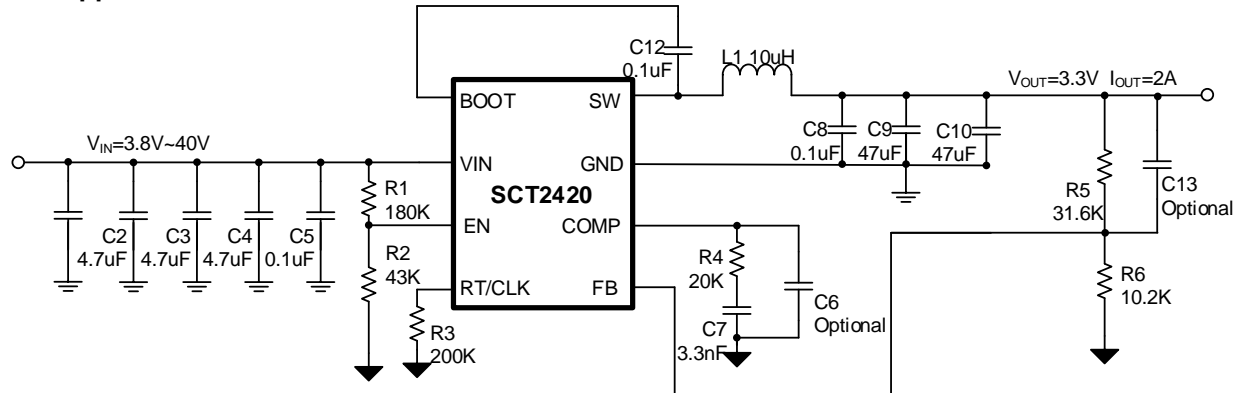 C12
0.1uF
L1 10uH
BOOT
SW
VOUT=3.3V IOUT=2A
C8
0.1uF
C9
47uF
C10
47uF
VIN=3.8V~40V
VIN
GND
SCT2420
R1
180K
R5
31.6K
C13
Optional
EN
COMP
C2
4.7uF
C3
4.7uF
C4
4.7uF
C5
0.1uF
R2
43K
R4
20K
R6
10.2K
RT/CLK
FB
C6
Optional
R3
200K
C7
3.3nF